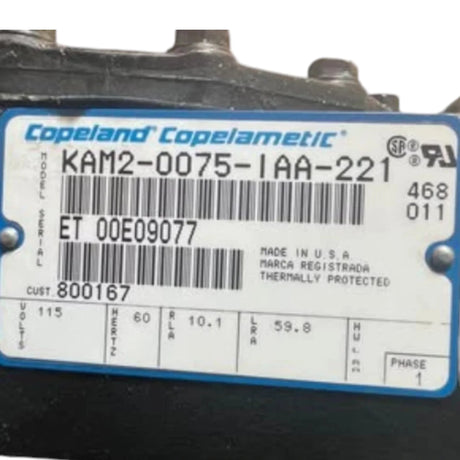 Copeland® Copelametic®
MODEL KAM2-0075-IAA-221
468
011
SERIAL ET 00E09077
MADE IN U.S.A
MARCA REGISTRADA
THERMALLY PROTECTED
CUST. 800167
VOLTS 115 HERTZ 60 RLA 10.1 LRA 59.8
PHASE
1